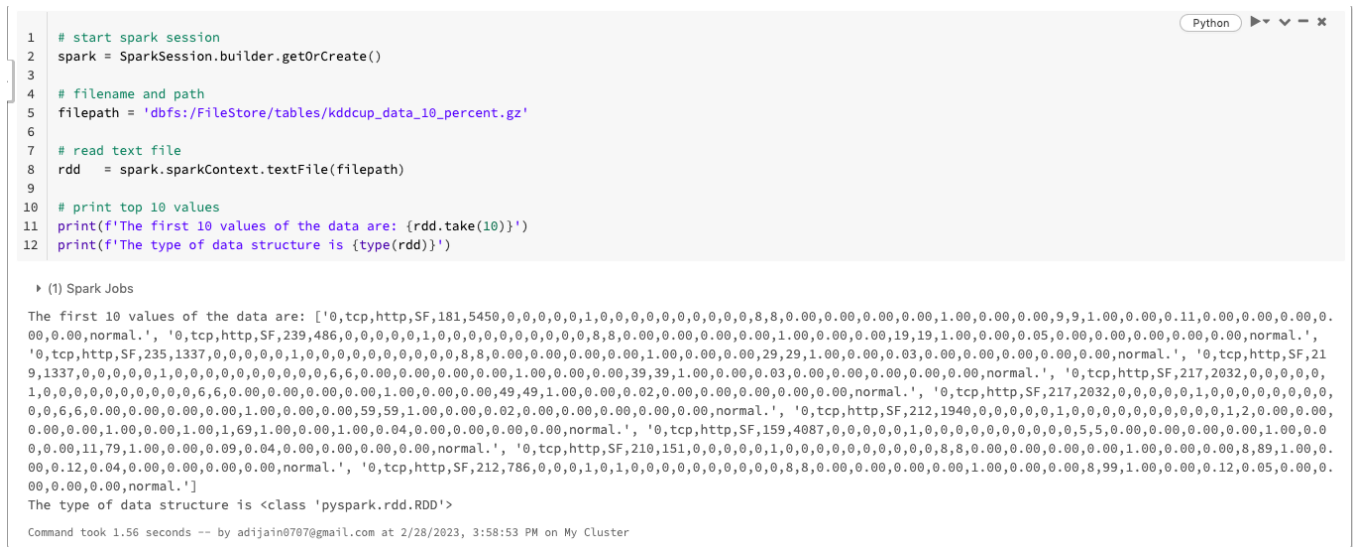 Python
1 # start spark session
2 spark = SparkSession.builder.getOrCreate()
3
4 # filename and path
5 filepath = 'dbfs:/FileStore/tables/kddcup_data_10_percent.gz'
6
7 # read text file
8 rdd   = spark.sparkContext.textFile(filepath)
9
10 # print top 10 values
11 print(f'The first 10 values of the data are: {rdd.take(10)}')
12 print(f'The type of data structure is {type(rdd)}')
(1) Spark Jobs
The first 10 values of the data are: ['0,tcp,http,SF,181,5450,0,0,0,0,0,1,0,0,0,0,0,0,0,0,0,0,8,8,0.00,0.00,0.00,0.00,1.00,0.00,0.00,9,9,1.00,0.00,0.11,0.00,0.00,0.00,0.
00,0.00,normal.', '0,tcp,http,SF,239,486,0,0,0,0,0,1,0,0,0,0,0,0,0,0,0,0,8,8,0.00,0.00,0.00,0.00,1.00,0.00,0.00,19,19,1.00,0.00,0.05,0.00,0.00,0.00,0.00,0.00,normal.',
'0,tcp,http,SF,235,1337,0,0,0,0,0,1,0,0,0,0,0,0,0,0,0,0,8,8,0.00,0.00,0.00,0.00,1.00,0.00,0.00,29,29,1.00,0.00,0.03,0.00,0.00,0.00,0.00,0.00,normal.', '0,tcp,http,SF,21
9,1337,0,0,0,0,0,1,0,0,0,0,0,0,0,0,0,0,6,6,0.00,0.00,0.00,0.00,1.00,0.00,0.00,39,39,1.00,0.00,0.03,0.00,0.00,0.00,0.00,0.00,normal.', '0,tcp,http,SF,217,2032,0,0,0,0,0,
1,0,0,0,0,0,0,0,0,0,0,6,6,0.00,0.00,0.00,0.00,1.00,0.00,0.00,49,49,1.00,0.00,0.02,0.00,0.00,0.00,0.00,0.00,normal.', '0,tcp,http,SF,217,2032,0,0,0,0,0,1,0,0,0,0,0,0,0,0,
0,0,6,6,0.00,0.00,0.00,0.00,1.00,0.00,0.00,59,59,1.00,0.00,0.02,0.00,0.00,0.00,0.00,0.00,normal.', '0,tcp,http,SF,212,1940,0,0,0,0,0,1,0,0,0,0,0,0,0,0,0,0,1,2,0.00,0.00,
0.00,0.00,1.00,0.00,1.00,1,69,1.00,0.00,1.00,0.04,0.00,0.00,0.00,0.00,normal.', '0,tcp,http,SF,159,4087,0,0,0,0,0,1,0,0,0,0,0,0,0,0,0,0,5,5,0.00,0.00,0.00,0.00,1.00,0.0
0,0.00,11,79,1.00,0.00,0.09,0.04,0.00,0.00,0.00,0.00,normal.', '0,tcp,http,SF,210,151,0,0,0,0,0,1,0,0,0,0,0,0,0,0,0,0,8,8,0.00,0.00,0.00,0.00,1.00,0.00,0.00,8,89,1.00,0.
00,0.12,0.04,0.00,0.00,0.00,0.00,normal.', '0,tcp,http,SF,212,786,0,0,0,1,0,1,0,0,0,0,0,0,0,0,0,0,8,8,0.00,0.00,0.00,0.00,1.00,0.00,0.00,8,99,1.00,0.00,0.12,0.05,0.00,0.
00,0.00,0.00,normal.']
The type of data structure is <class 'pyspark.rdd.RDD'>
Command took 1.56 seconds -- by adijain0707@gmail.com at 2/28/2023, 3:58:53 PM on My Cluster